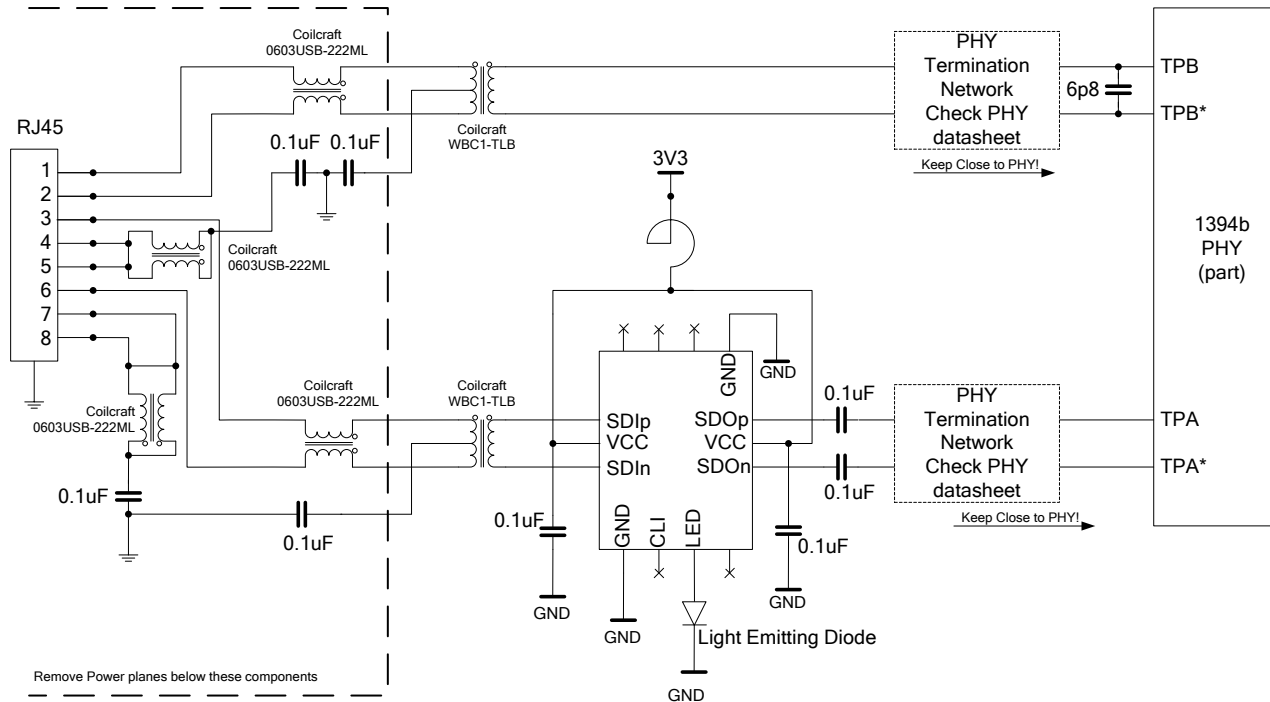 Coilcraft
0603USB-222ML
PHY
Termination
Network
Check PHY
datasheet
6p8
TPB
TPB*
RJ45
Coilcraft
WBC1-TLB
0.1uF
0.1uF
Keep Close to PHY!
3V3
1
2
3
4
5
6
7
8
Coilcraft
0603USB-222ML
1394b
PHY
(part)
GND
GND
Coilcraft
0603USB-222ML
Coilcraft
0603USB-222ML
Coilcraft
WBC1-TLB
SDIp
VCC
SDIn
SDOp
VCC
SDOn
0.1uF
0.1uF
PHY
Termination
Network
Check PHY
datasheet
TPA
TPA*
Keep Close to PHY!
0.1uF
0.1uF
0.1uF
GND
CLI
LED
0.1uF
GND
GND
GND
Light Emitting Diode
GND
Remove Power planes below these components